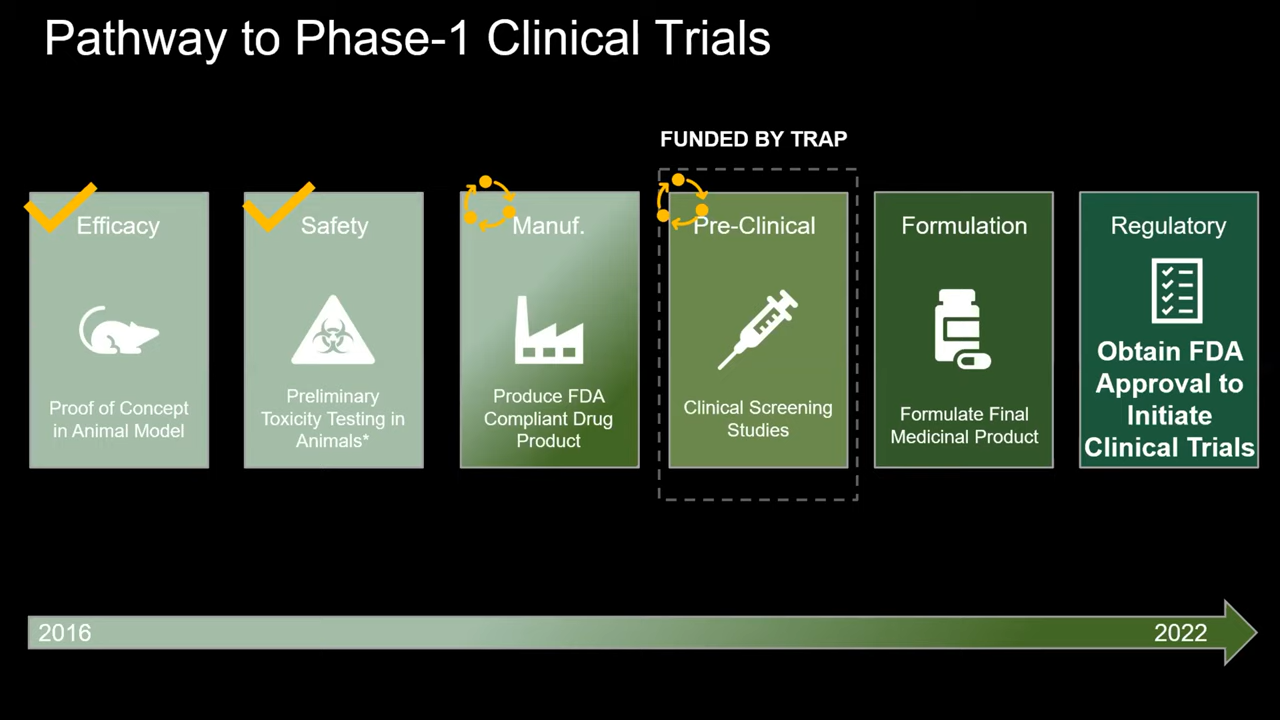 Pathway to Phase-1 Clinical Trials
FUNDED BY TRAP
Efficacy
Proof of Concept
in Animal Model
Safety
Preliminary
Toxicity Testing in
Animals*
Manuf.
Produce FDA
Compliant Drug
Product
Pre-Clinical
Clinical Screening
Studies
Formulation
Formulate Final
Medicinal Product
Regulatory
Obtain FDA
Approval to
Initiate
Clinical Trials
2016
2022